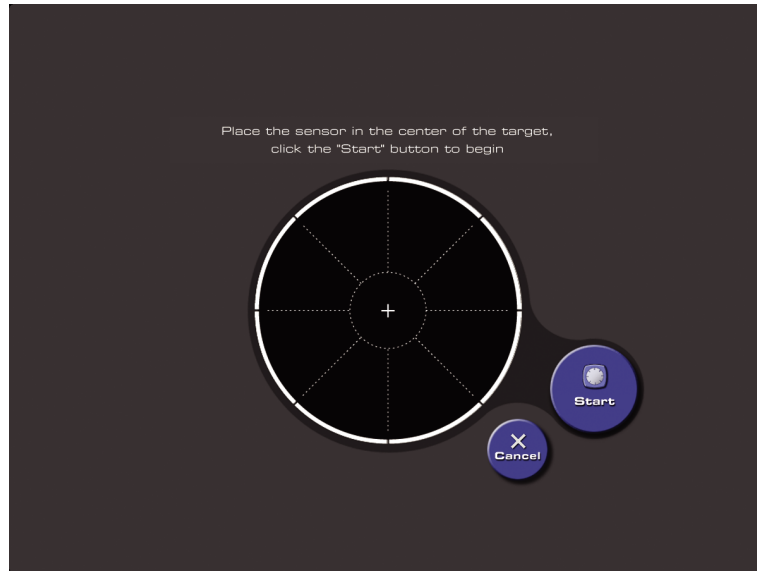 Place the sensor in the center of the target,
click the "Start" button to begin
Start
Cancel